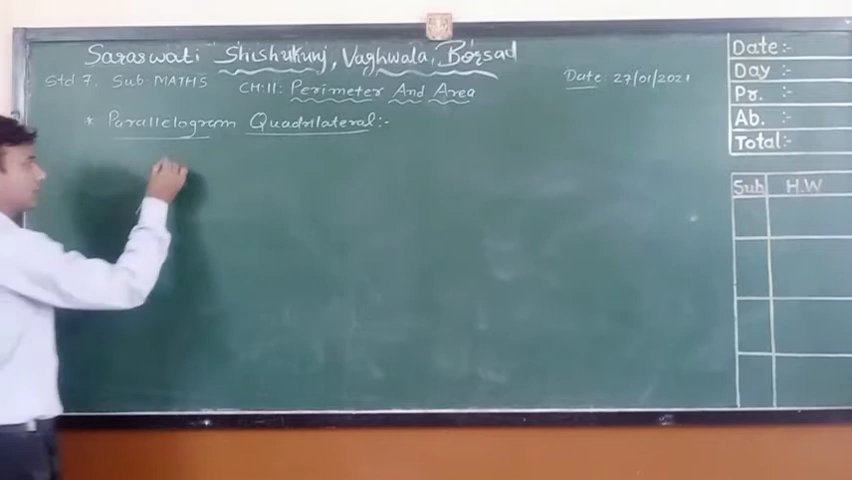 Saraswati Shishukunj, Vaghwala, Borsad
Std 7. Sub: MATHS CH:11: Perimeter And Area Date: 27/01/2021
* Parallelogram Quadrilateral:-
Date:-
Day :-
Pr. :-
Ab. :-
Total:-
Sub H.W